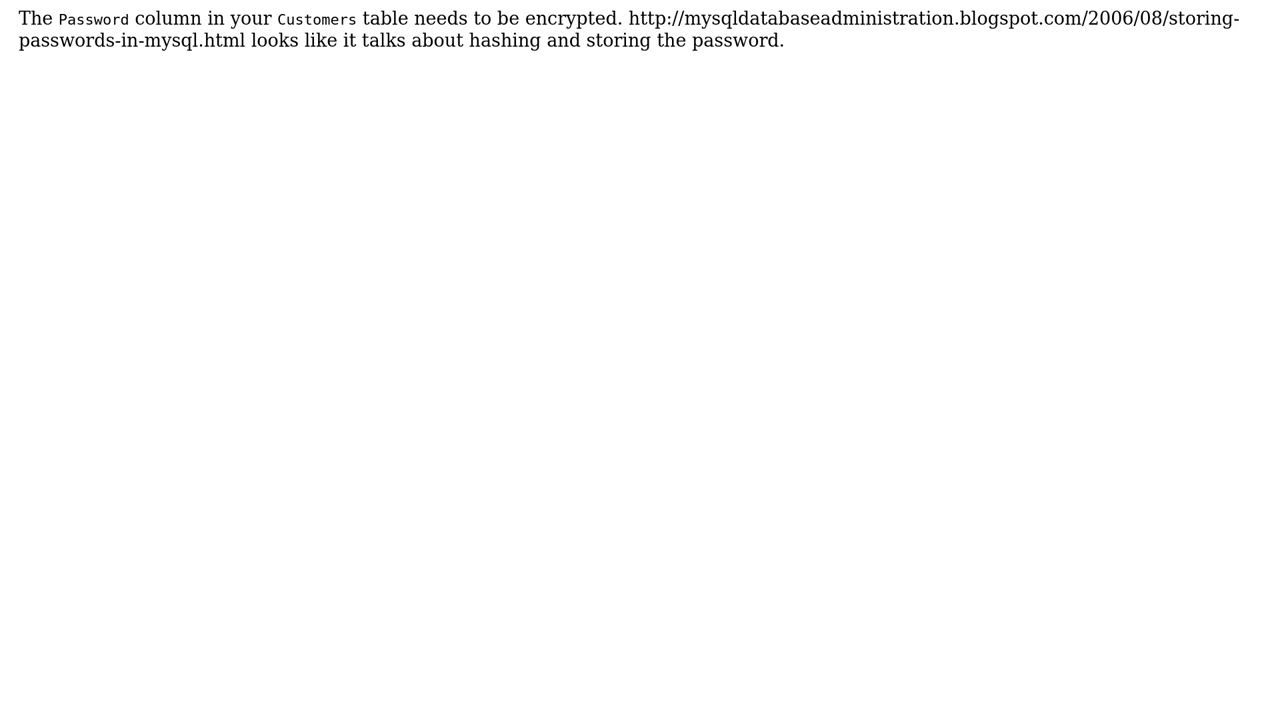 The Password column in your Customers table needs to be encrypted. http://mysqldatabaseadministration.blogspot.com/2006/08/storing-
passwords-in-mysql.html looks like it talks about hashing and storing the password.